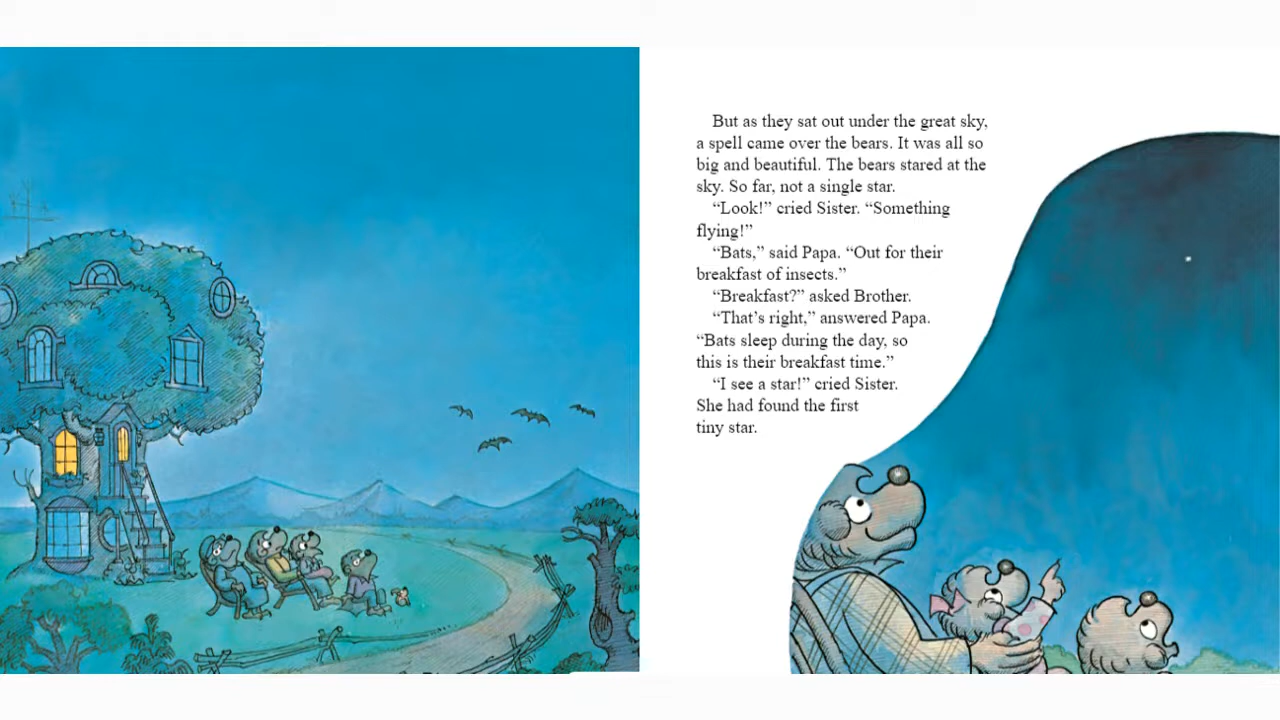 But as they sat out under the great sky,
a spell came over the bears. It was all so
big and beautiful. The bears stared at the
sky. So far, not a single star.
“Look!” cried Sister. “Something
flying!”
“Bats,” said Papa. “Out for their
breakfast of insects.”
“Breakfast?” asked Brother.
“That’s right,” answered Papa.
“Bats sleep during the day, so
this is their breakfast time.”
“I see a star!” cried Sister.
She had found the first
tiny star.